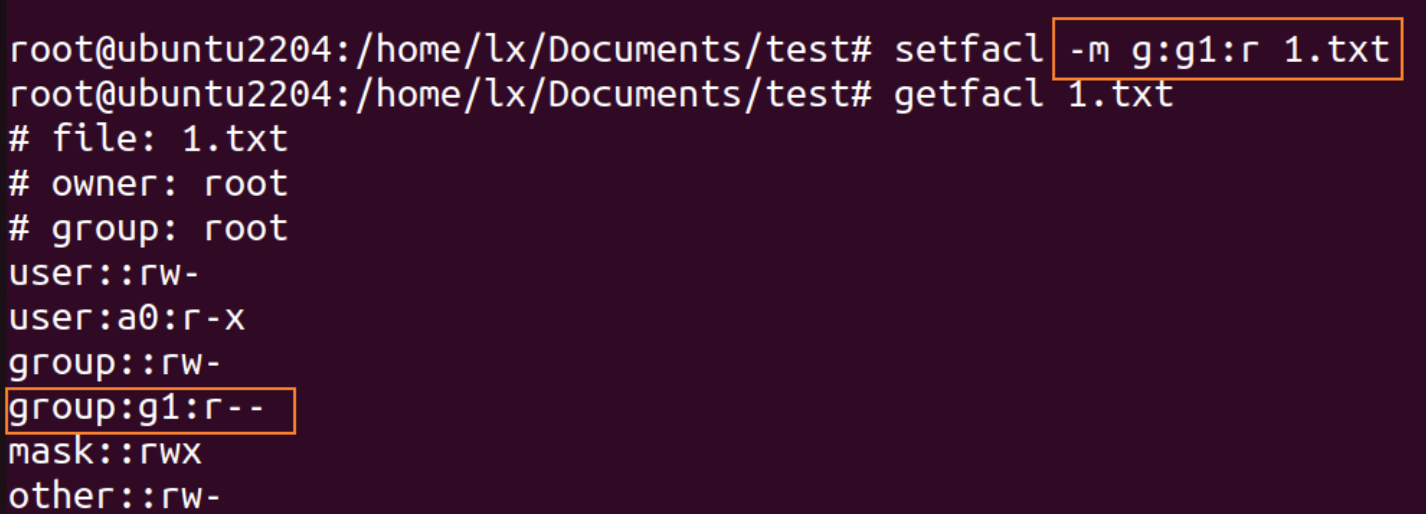 root@ubuntu2204:/home/lx/Documents/test# setfacl -m g:g1:r 1.txt
root@ubuntu2204:/home/lx/Documents/test# getfacl 1.txt
# file: 1.txt
# owner: root
# group: root
user::rw-
user:a0:r-x
group::rw-
group:g1:r--
mask::rwx
other::rw-